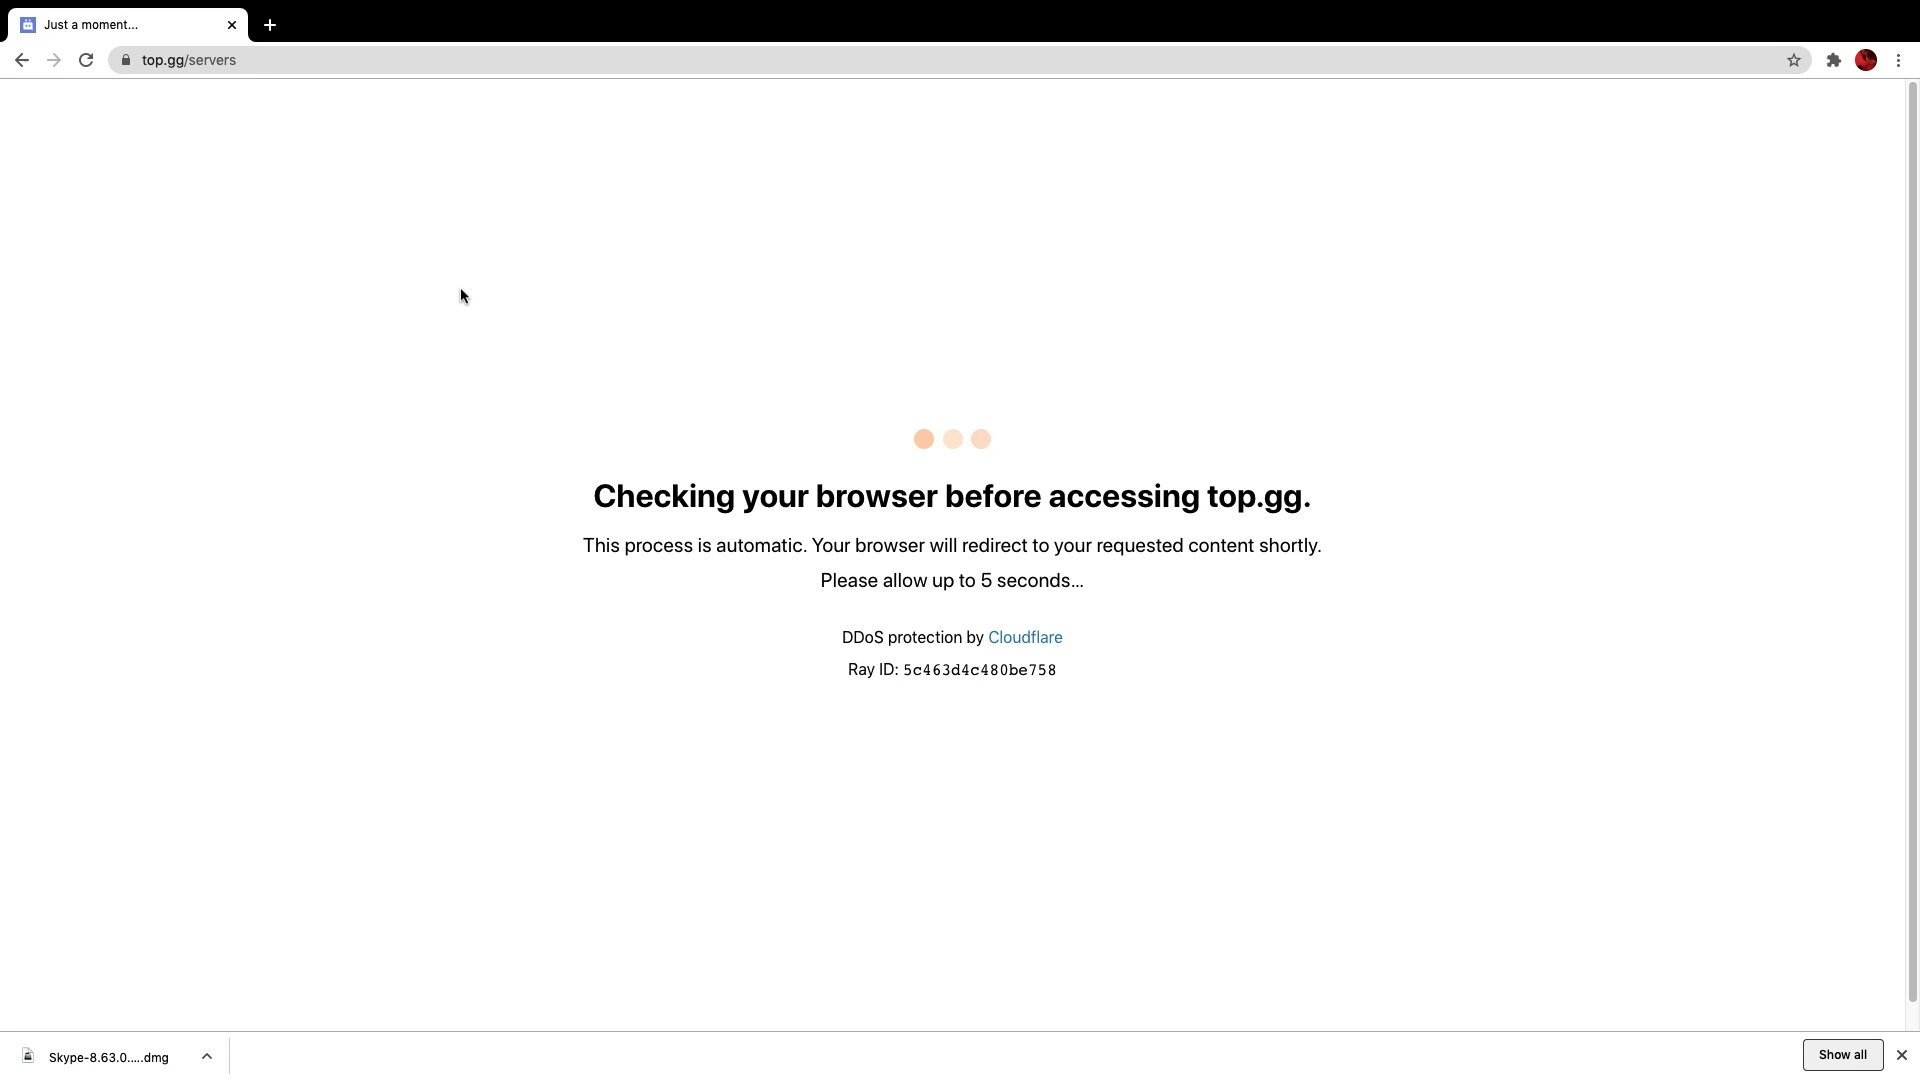 Just a moment...
top.gg/servers
Checking your browser before accessing top.gg.
This process is automatic. Your browser will redirect to your requested content shortly.
Please allow up to 5 seconds...
DDoS protection by Cloudflare
Ray ID: 5c463d4c480be758
Skype-8.63.0.....dmg
Show all